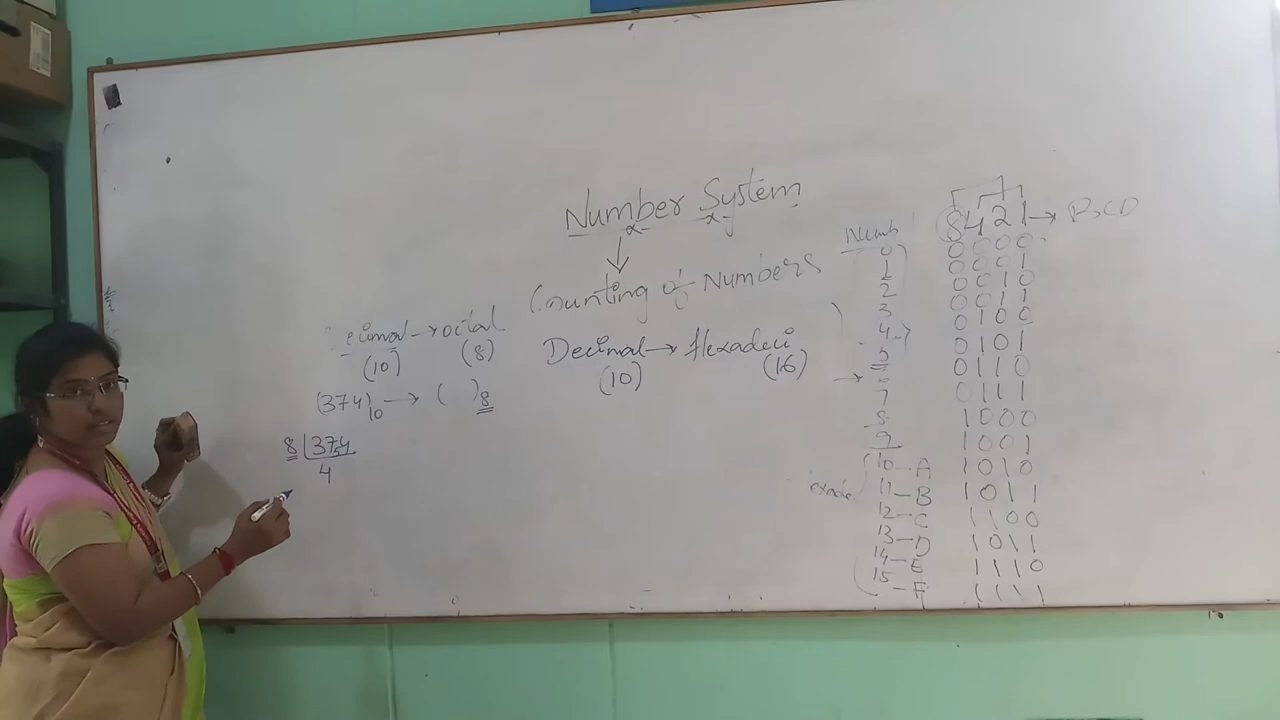 Number System
Counting of Numbers
Decimal → Octal
(10) (8)
(374)10 → ( )8
8 374
4
Decimal → Hexadeci
(10) (16)
Numb 8421 → BCD
0 0000
1 0001
2 0010
3 0011
4 0100
5 0101
0110
7 0111
8 1000
9 1001
10 A 1010
11 - B 1011
12 - C 1100
13 - D 1011
14 - E 1110
15 - F 1111